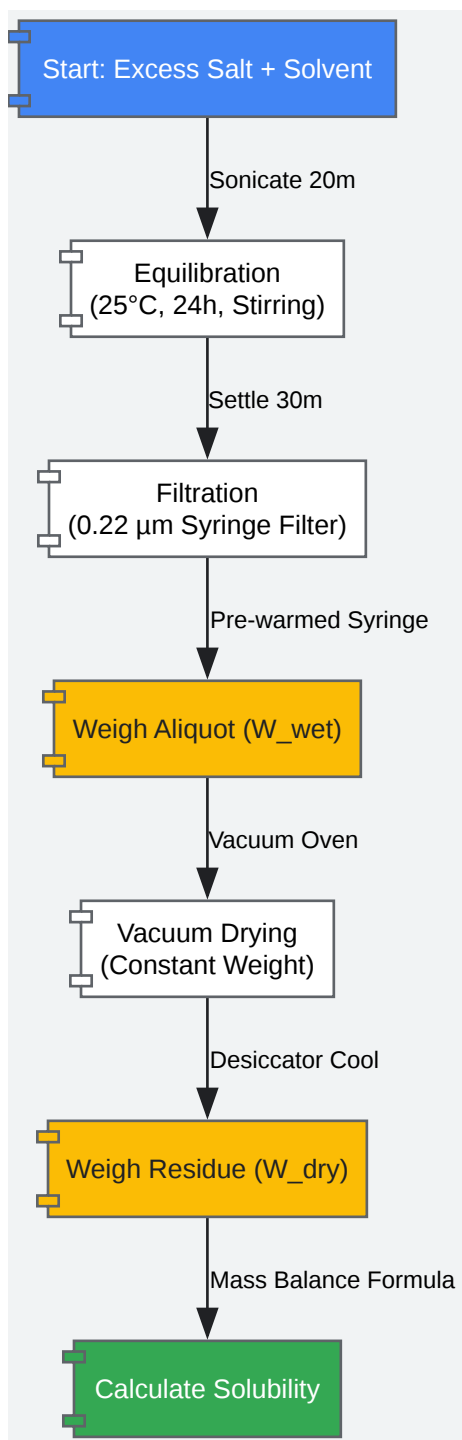 Start: Excess Salt + Solvent
Sonicate 20m
Equilibration
(25°C, 24h, Stirring)
Settle 30m
Filtration
(0.22 µm Syringe Filter)
Pre-warmed Syringe
Weigh Aliquot (W_wet)
Vacuum Oven
Vacuum Drying
(Constant Weight)
Desiccator Cool
Weigh Residue (W_dry)
Mass Balance Formula
Calculate Solubility